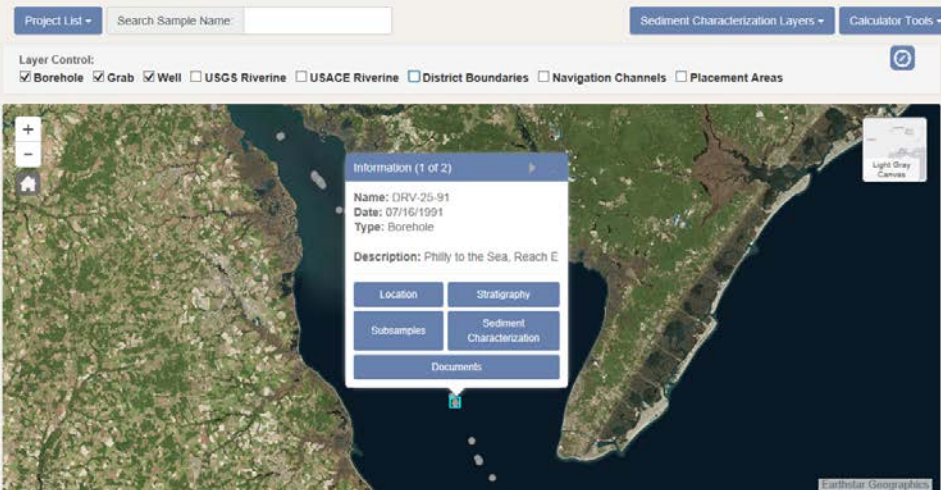 Project List
Search Sample Name:
Sediment Characterization Layers
Calculator Tools
Layer Control:
Borehole Grab Well USGS Riverine USACE Riverine District Boundaries Navigation Channels Placement Areas
+
−
Light Gray
Canvas
Information (1 of 2)
Name: DRV-25-91
Date: 07/16/1991
Type: Borehole
Description: Philly to the Sea, Reach E
Location
Stratigraphy
Subsamples
Sediment
Characterization
Documents
Earthstar Geographics